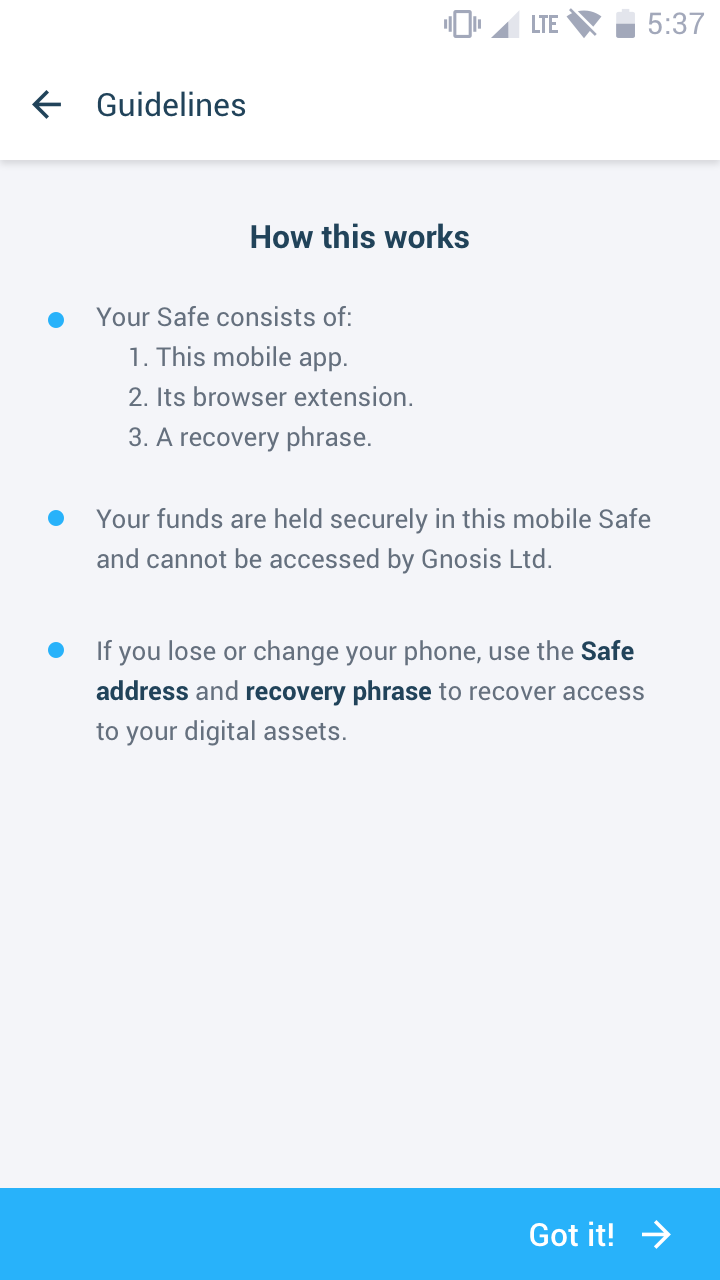 LTE 5:37
Guidelines
How this works
Your Safe consists of:
1. This mobile app.
2. Its browser extension.
3. A recovery phrase.
Your funds are held securely in this mobile Safe
and cannot be accessed by Gnosis Ltd.
If you lose or change your phone, use the Safe
address and recovery phrase to recover access
to your digital assets.
Got it!